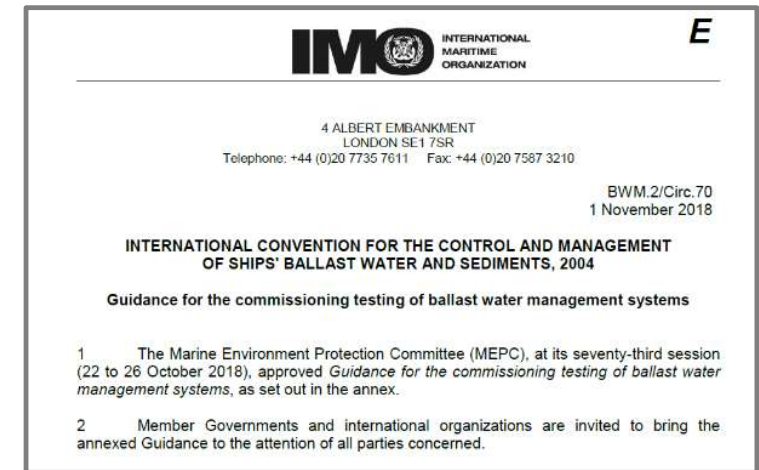 E
IMO
INTERNATIONAL
MARITIME
ORGANIZATION
4 ALBERT EMBANKMENT
LONDON SE1 7SR
Telephone: +44 (0)20 7735 7611 Fax: +44 (0)20 7587 3210
BWM.2/Circ.70
1 November 2018
INTERNATIONAL CONVENTION FOR THE CONTROL AND MANAGEMENT
OF SHIPS' BALLAST WATER AND SEDIMENTS, 2004
Guidance for the commissioning testing of ballast water management systems
1 The Marine Environment Protection Committee (MEPC), at its seventy-third session
(22 to 26 October 2018), approved Guidance for the commissioning testing of ballast water
management systems, as set out in the annex.
2 Member Governments and international organizations are invited to bring the
annexed Guidance to the attention of all parties concerned.